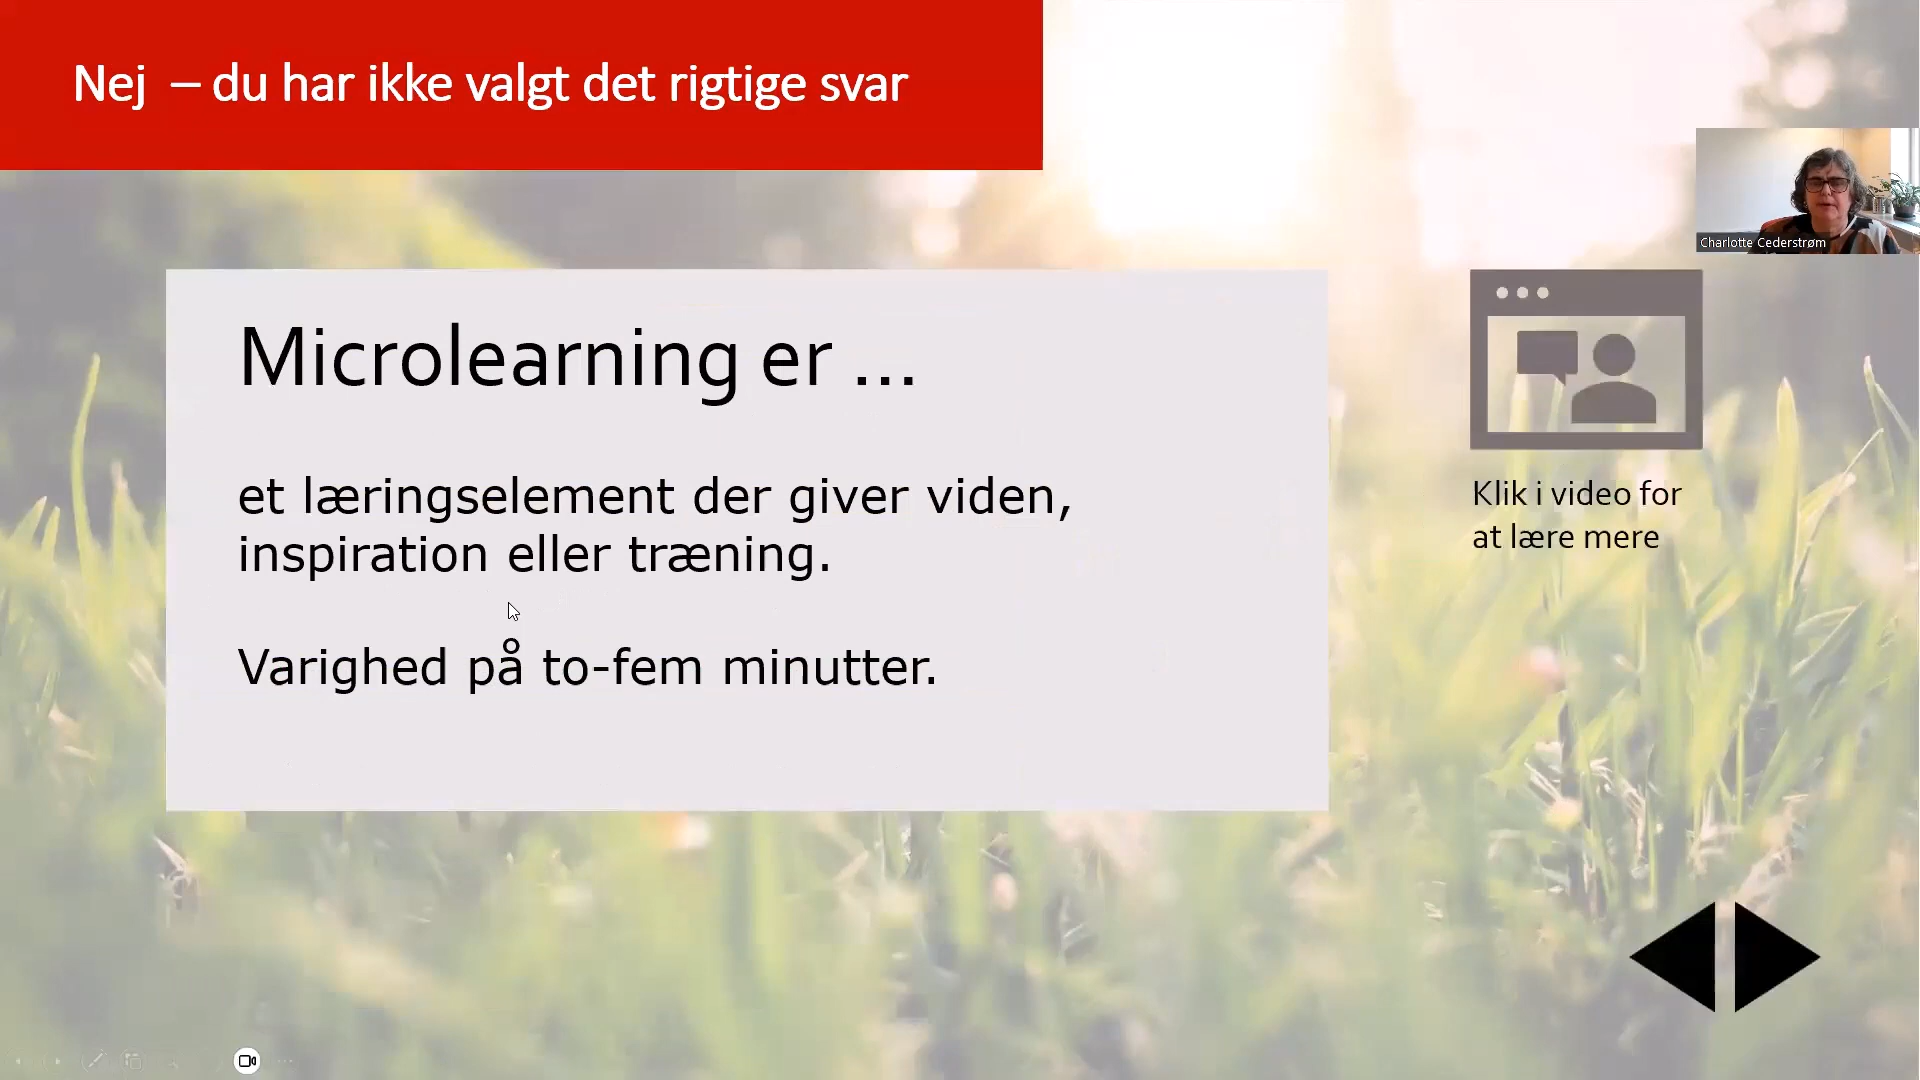 Nej – du har ikke valgt det rigtige svar
Charlotte Cederstrøm
Microlearning er ...
et læringselement der giver viden,
inspiration eller træning.
Varighed på to-fem minutter.
Klik i video for
at lære mere